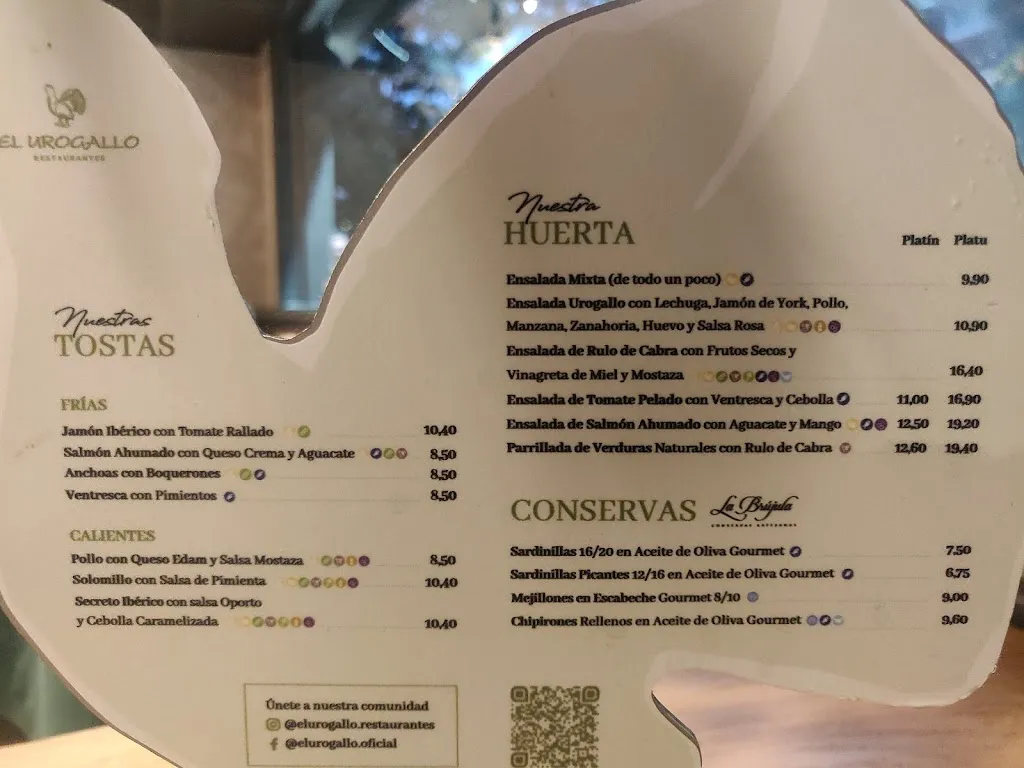 EL UROGALLO
RESTAURANTES
Nuestras
TOSTAS
FRÍAS
Jamón Ibérico con Tomate Rallado 10,40
Salmón Ahumado con Queso Crema y Aguacate 8,50
Anchoas con Boquerones 8,50
Ventresca con Pimientos 8,50
CALIENTES
Pollo con Queso Edam y Salsa Mostaza 8,50
Solomillo con Salsa de Pimienta 10,40
Secreto Ibérico con salsa Oporto
y Cebolla Caramelizada 10,40
Únete a nuestra comunidad
@elurogallo.restaurantes
@elurogallo.oficial
Nuestra
HUERTA
Platín Platu
Ensalada Mixta (de todo un poco) 9,90
Ensalada Urogallo con Lechuga, Jamón de York, Pollo,
Manzana, Zanahoria, Huevo y Salsa Rosa 10,90
Ensalada de Rulo de Cabra con Frutos Secos y
Vinagreta de Miel y Mostaza 16,40
Ensalada de Tomate Pelado con Ventresca y Cebolla 11,00 16,90
Ensalada de Salmón Ahumado con Aguacate y Mango 12,50 19,20
Parrillada de Verduras Naturales con Rulo de Cabra 12,60 19,40
CONSERVAS La Brújula
CONSERVAS ARTESANAS
Sardinillas 16/20 en Aceite de Oliva Gourmet 7,50
Sardinillas Picantes 12/16 en Aceite de Oliva Gourmet 6,75
Mejillones en Escabeche Gourmet 8/10 9,00
Chipirones Rellenos en Aceite de Oliva Gourmet 9,60